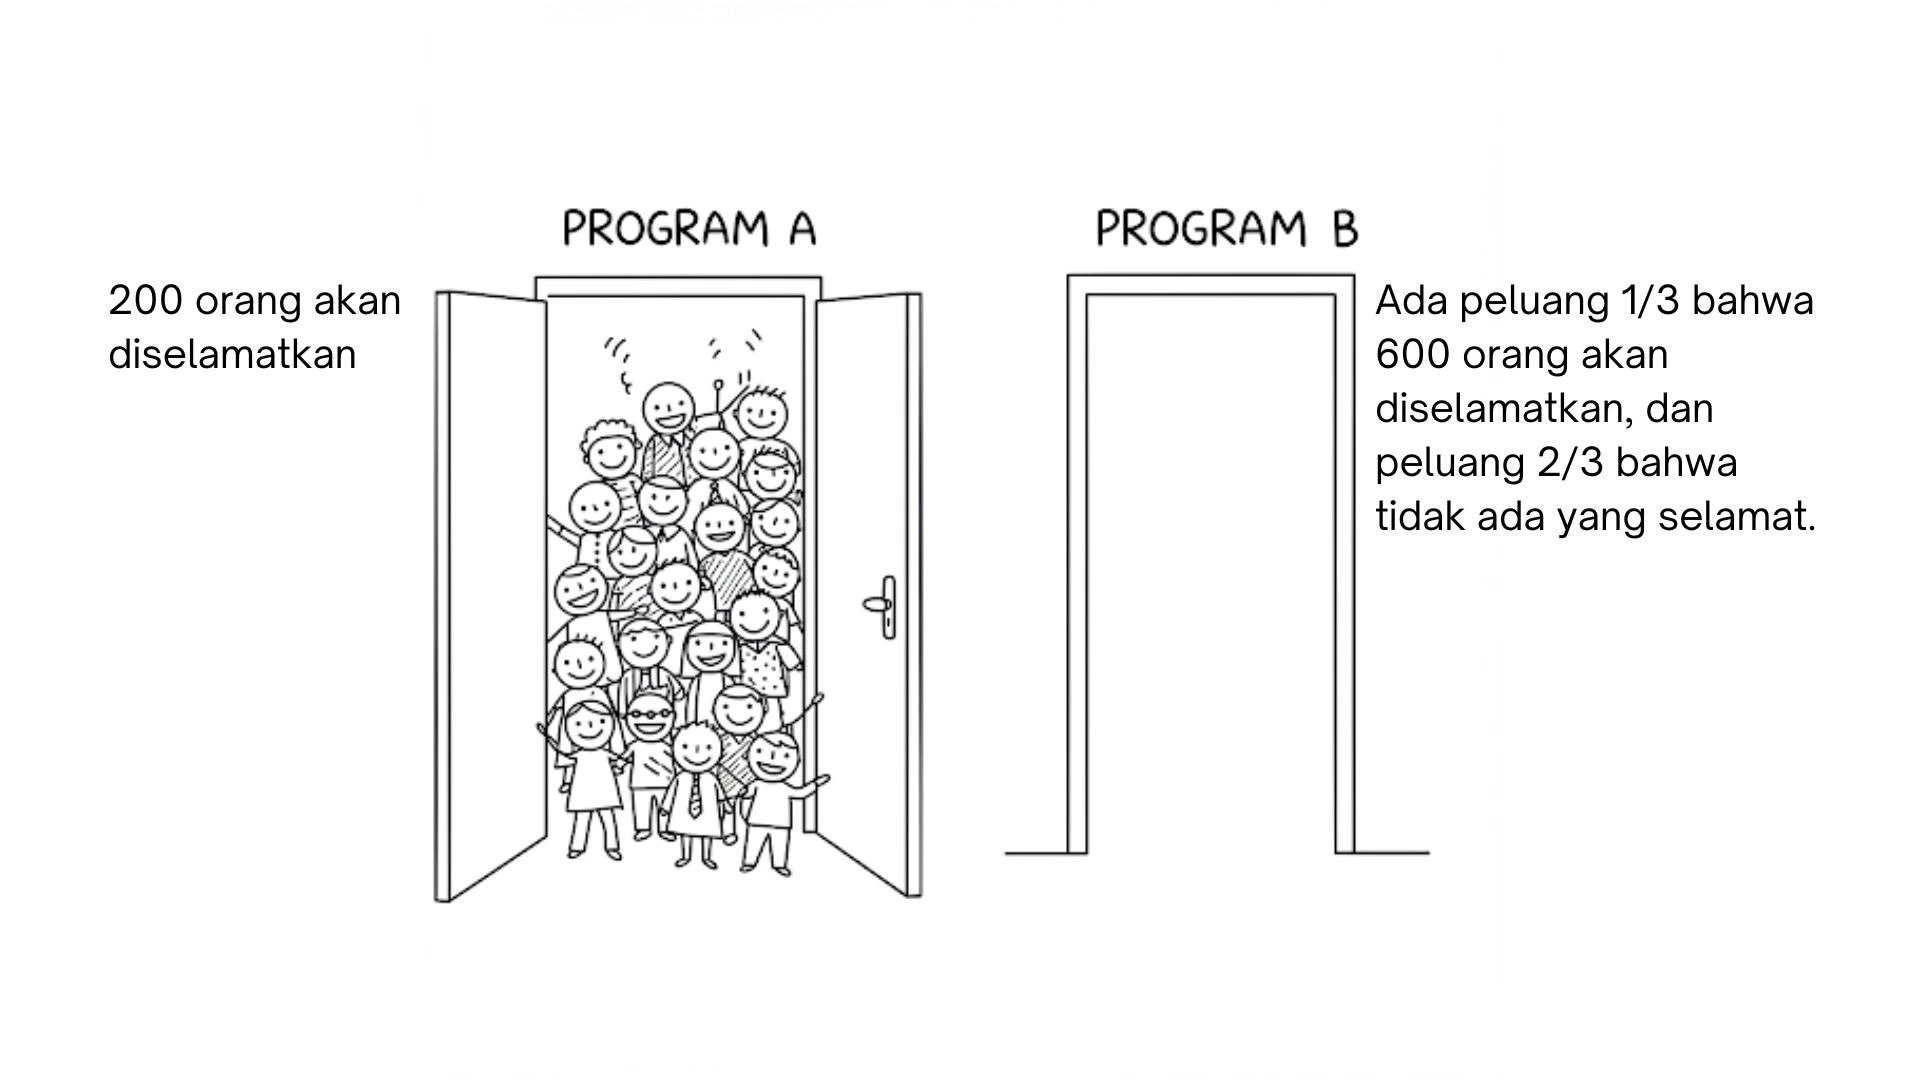 PROGRAM A
200 orang akan
diselamatkan
PROGRAM B
Ada peluang 1/3 bahwa
600 orang akan
diselamatkan, dan
peluang 2/3 bahwa
tidak ada yang selamat.